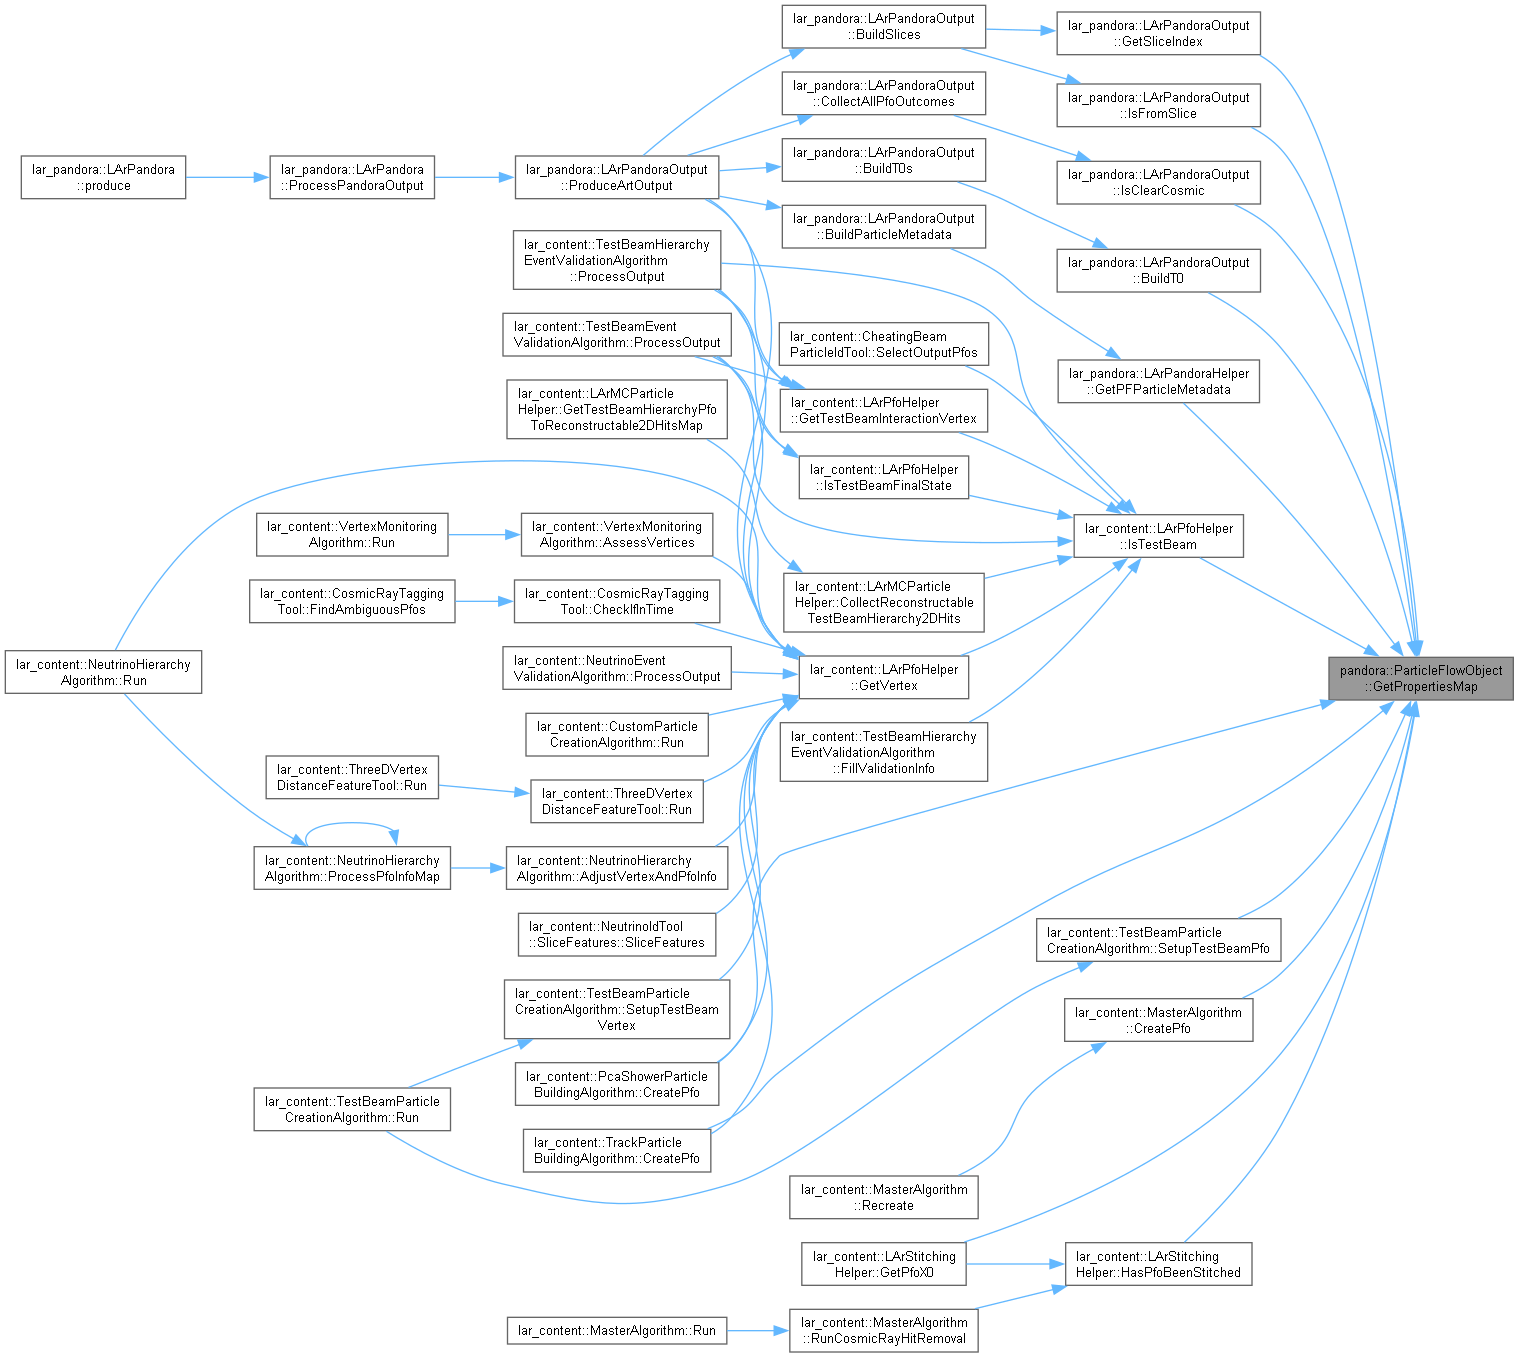 lar_pandora::LArPandoraOutput
::BuildSlices
lar_pandora::LArPandoraOutput
::GetSliceIndex
lar_pandora::LArPandoraOutput
::CollectAllPfoOutcomes
lar_pandora::LArPandoraOutput
::IsFromSlice
lar_pandora::LArPandora
::produce
lar_pandora::LArPandora
::ProcessPandoraOutput
lar_pandora::LArPandoraOutput
::ProduceArtOutput
lar_pandora::LArPandoraOutput
::BuildT0s
lar_pandora::LArPandoraOutput
::IsClearCosmic
lar_pandora::LArPandoraOutput
::BuildParticleMetadata
lar_content::TestBeamHierarchy
EventValidationAlgorithm
::ProcessOutput
lar_pandora::LArPandoraOutput
::BuildT0
lar_content::TestBeamEvent
ValidationAlgorithm::ProcessOutput
lar_content::CheatingBeam
ParticleIdTool::SelectOutputPfos
lar_pandora::LArPandoraHelper
::GetPFParticleMetadata
lar_content::LArMCParticle
Helper::GetTestBeamHierarchyPfo
ToReconstructable2DHitsMap
lar_content::LArPfoHelper
::GetTestBeamInteractionVertex
lar_content::LArPfoHelper
::IsTestBeamFinalState
lar_content::VertexMonitoring
Algorithm::Run
lar_content::VertexMonitoring
Algorithm::AssessVertices
lar_content::LArPfoHelper
::IsTestBeam
lar_content::CosmicRayTagging
Tool::FindAmbiguousPfos
lar_content::CosmicRayTagging
Tool::CheckIfInTime
lar_content::LArMCParticle
Helper::CollectReconstructable
TestBeamHierarchy2DHits
lar_content::NeutrinoHierarchy
Algorithm::Run
lar_content::NeutrinoEvent
ValidationAlgorithm::ProcessOutput
lar_content::LArPfoHelper
::GetVertex
pandora::ParticleFlowObject
::GetPropertiesMap
lar_content::CustomParticle
CreationAlgorithm::Run
lar_content::TestBeamHierarchy
EventValidationAlgorithm
::FillValidationInfo
lar_content::ThreeDVertex
DistanceFeatureTool::Run
lar_content::ThreeDVertex
DistanceFeatureTool::Run
lar_content::NeutrinoHierarchy
Algorithm::ProcessPfoInfoMap
lar_content::NeutrinoHierarchy
Algorithm::AdjustVertexAndPfoInfo
lar_content::NeutrinoIdTool
::SliceFeatures::SliceFeatures
lar_content::TestBeamParticle
CreationAlgorithm::SetupTestBeamPfo
lar_content::TestBeamParticle
CreationAlgorithm::SetupTestBeam
Vertex
lar_content::MasterAlgorithm
::CreatePfo
lar_content::PcaShowerParticle
BuildingAlgorithm::CreatePfo
lar_content::TestBeamParticle
CreationAlgorithm::Run
lar_content::TrackParticle
BuildingAlgorithm::CreatePfo
lar_content::MasterAlgorithm
::Recreate
lar_content::LArStitching
Helper::GetPfoX0
lar_content::LArStitching
Helper::HasPfoBeenStitched
lar_content::MasterAlgorithm::Run
lar_content::MasterAlgorithm
::RunCosmicRayHitRemoval